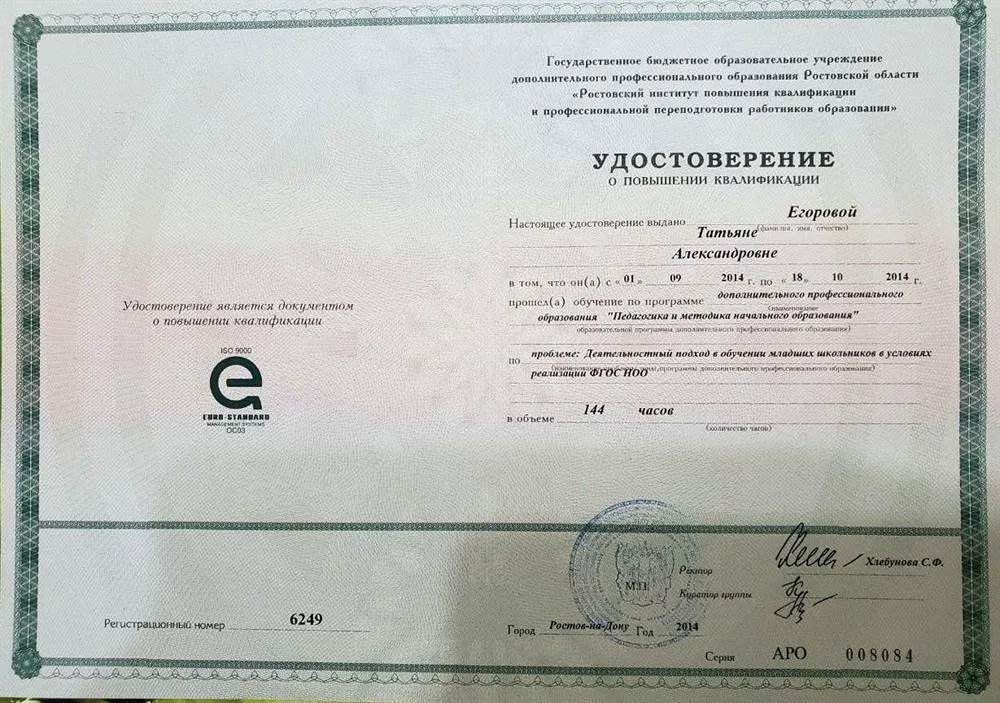 Удостоверение является документом
о повышении квалификации
ISO 9000
EURO-STANDARD
MANAGEMENT SYSTEMS
ОС03
Регистрационный номер 6249
Государственное бюджетное образовательное учреждение
дополнительного профессионального образования Ростовской области
«Ростовский институт повышения квалификации
и профессиональной переподготовки работников образования»
УДОСТОВЕРЕНИЕ
О ПОВЫШЕНИИ КВАЛИФИКАЦИИ
Егоровой
Настоящее удостоверение выдано
Татьяне (фамилия, имя, отчество)
Александровне
в том, что он(а) с «01» 09 2014 г. по «18» 10 2014 г.
прошел(а) обучение по программе дополнительного профессионального
(наименование
образования "Педагогика и методика начального образования"
образовательной программы дополнительного профессионального образования)
по проблеме: Деятельностный подход в обучении младших школьников в условиях
реализации ФГОС НОО
в объеме 144 часов
(количество часов)
М.П.
Ректор Хлебунова С.Ф.
Куратор группы
Город Ростов-на-Дону Год 2014
Серия АРО 008084